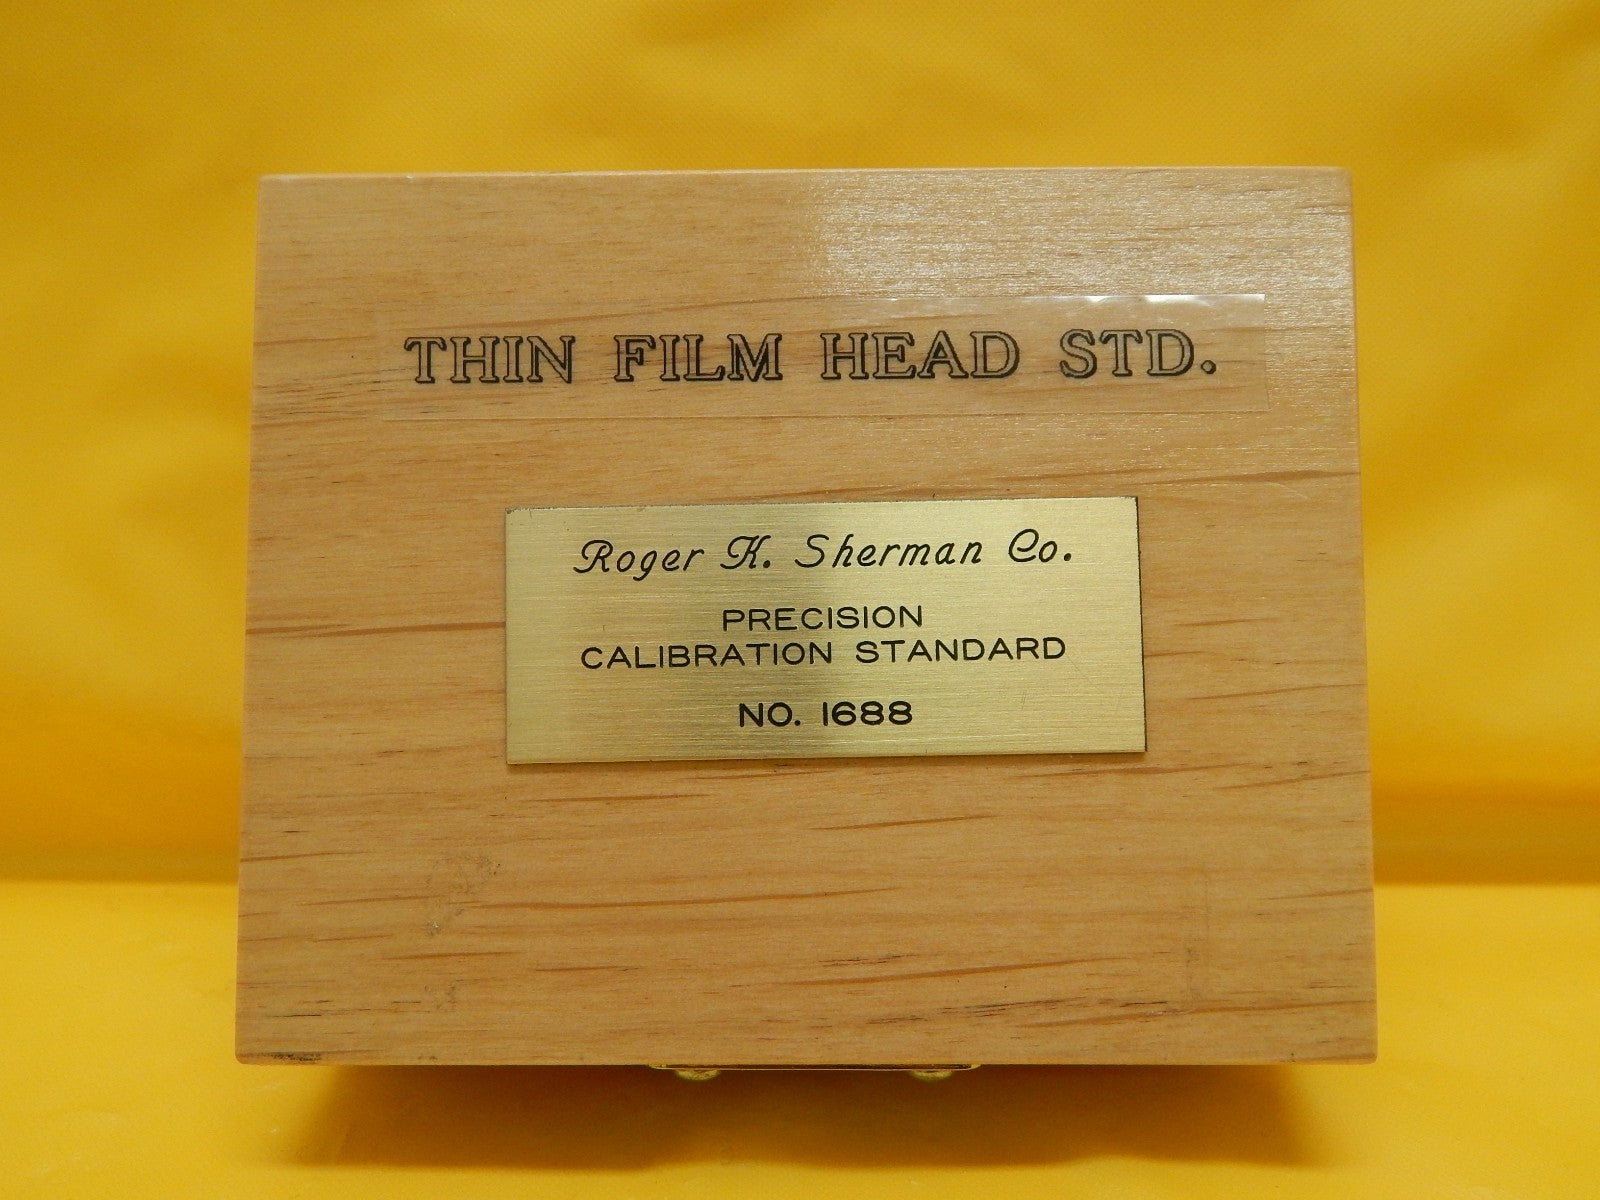 THIN FILM HEAD STD.
Roger K. Sherman Co.
PRECISION
CALIBRATION STANDARD
NO. 1688